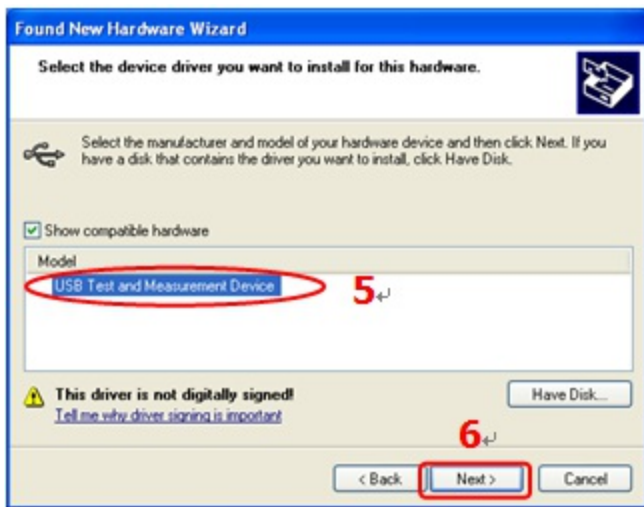 Found New Hardware Wizard
Select the device driver you want to install for this hardware.
Select the manufacturer and model of your hardware device and then click Next. If you
have a disk that contains the driver you want to install, click Have Disk.
Show compatible hardware
Model
USB Test and Measurement Device
5↵
This driver is not digitally signed!
Tell me why driver signing is important
Have Disk...
6↵
< Back
Next >
Cancel